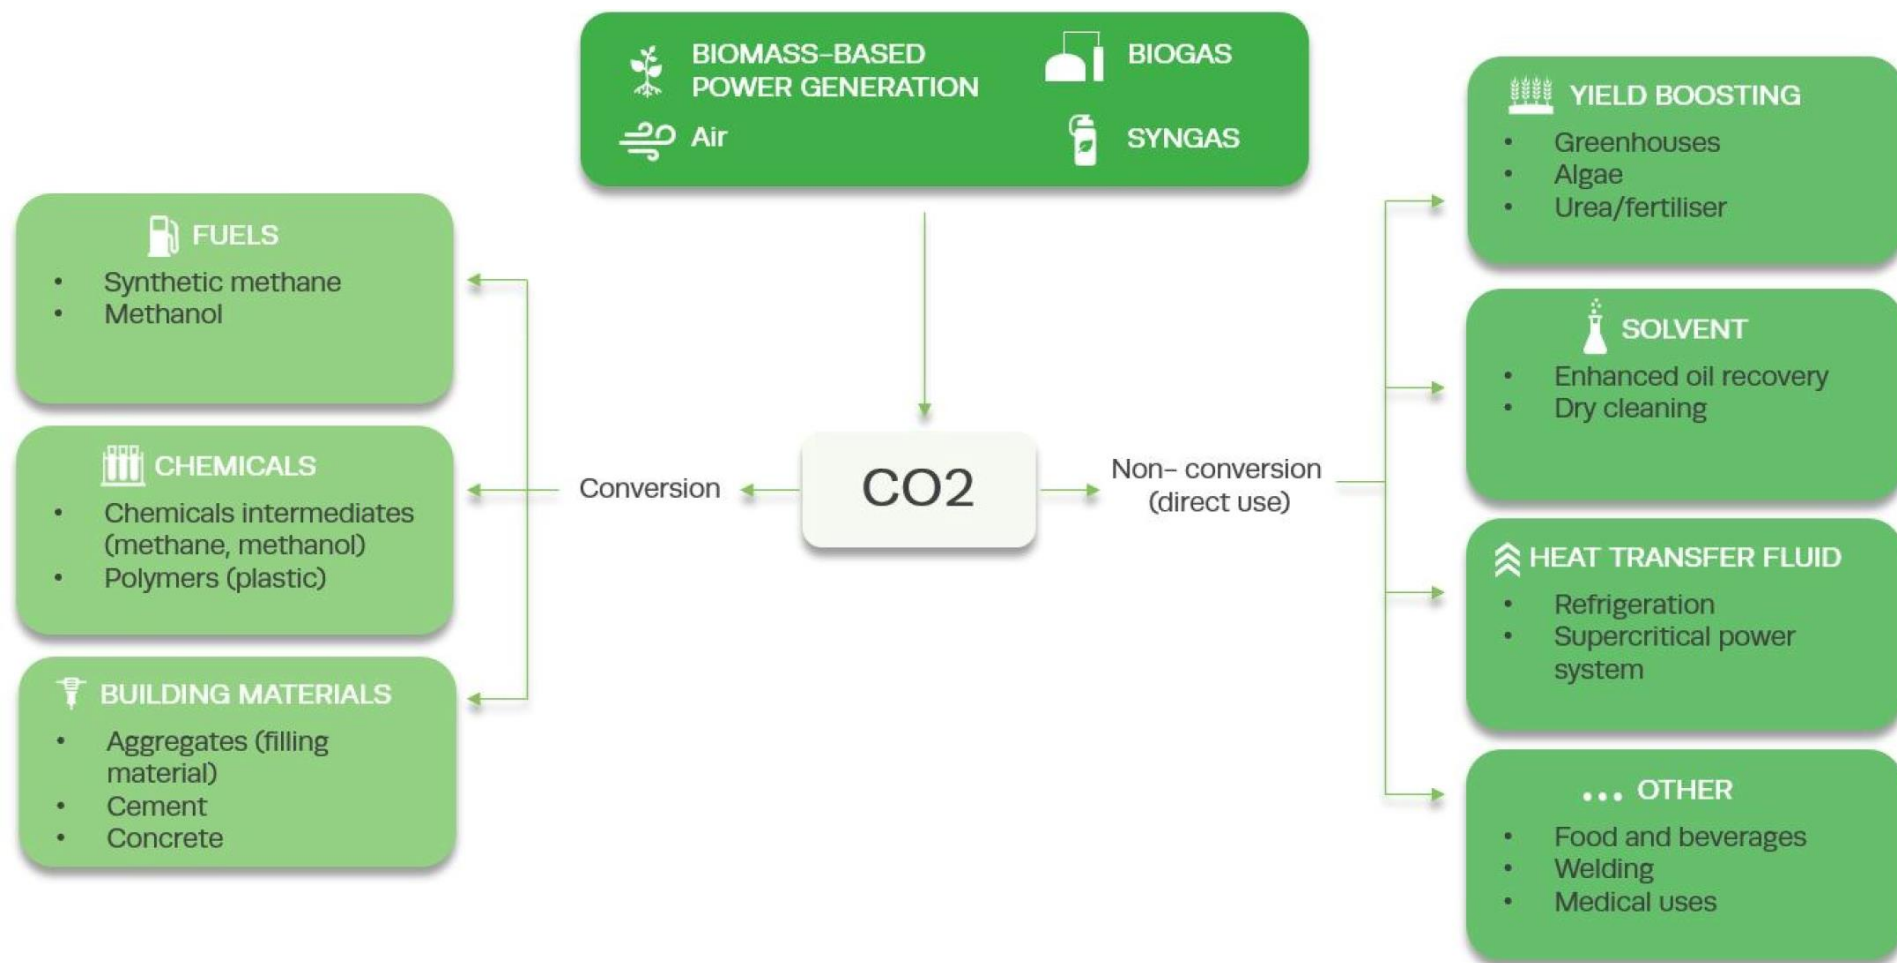 BIOMASS-BASED
POWER GENERATION
BIOGAS
Air
SYNGAS
FUELS
• Synthetic methane
• Methanol
CHEMICALS
• Chemicals intermediates
(methane, methanol)
• Polymers (plastic)
BUILDING MATERIALS
• Aggregates (filling
material)
• Cement
• Concrete
Conversion
CO2
Non- conversion
(direct use)
YIELD BOOSTING
• Greenhouses
• Algae
• Urea/fertiliser
SOLVENT
• Enhanced oil recovery
• Dry cleaning
HEAT TRANSFER FLUID
• Refrigeration
• Supercritical power
system
... OTHER
• Food and beverages
• Welding
• Medical uses